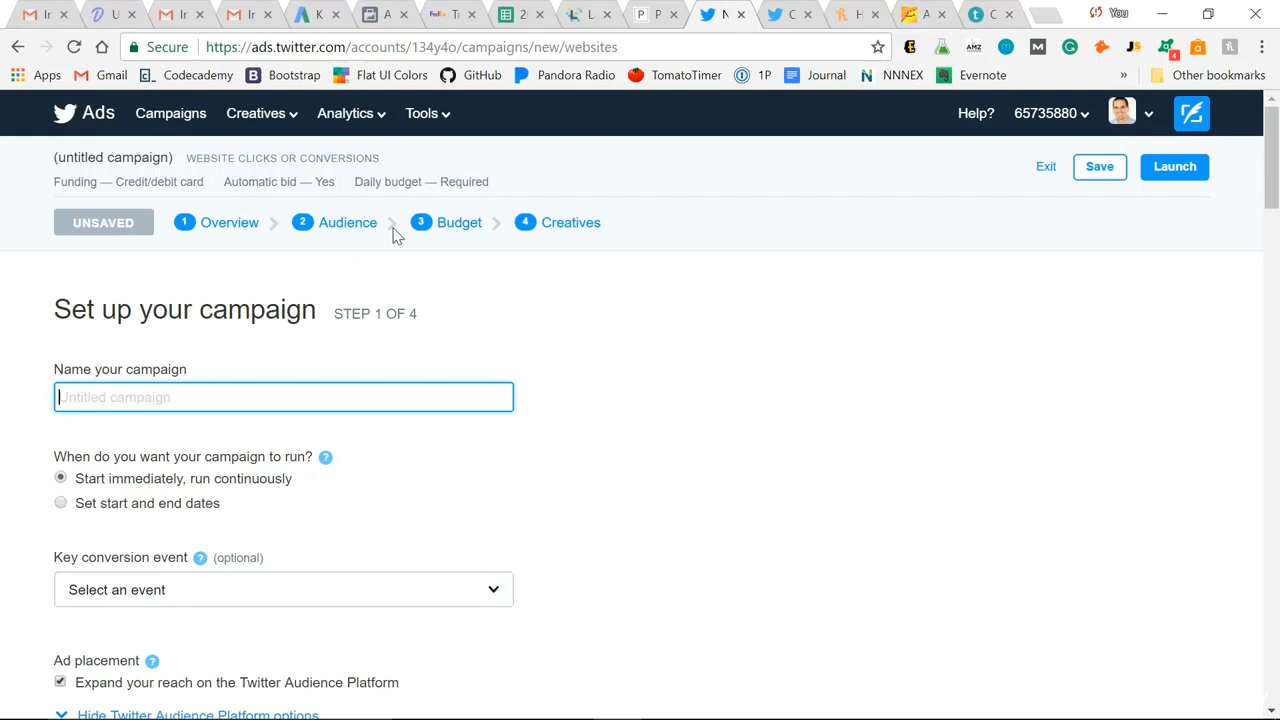 Ir
U
Ir
Ir
K
A
T
2
L
P
N
C
H
A
C
You
Secure
https://ads.twitter.com/accounts/134y4o/campaigns/new/websites
Apps
Gmail
Codecademy
Bootstrap
Flat UI Colors
GitHub
Pandora Radio
TomatoTimer
1P
Journal
NNNEX
Evernote
»
Other bookmarks
Ads
Campaigns
Creatives
Analytics
Tools
Help?
65735880
(untitled campaign)
WEBSITE CLICKS OR CONVERSIONS
Exit
Save
Launch
Funding — Credit/debit card
Automatic bid — Yes
Daily budget — Required
UNSAVED
1 Overview
2 Audience
3 Budget
4 Creatives
Set up your campaign
STEP 1 OF 4
Name your campaign
Untitled campaign
When do you want your campaign to run? ?
Start immediately, run continuously
Set start and end dates
Key conversion event ? (optional)
Select an event
Ad placement ?
Expand your reach on the Twitter Audience Platform
Hide Twitter Audience Platform options